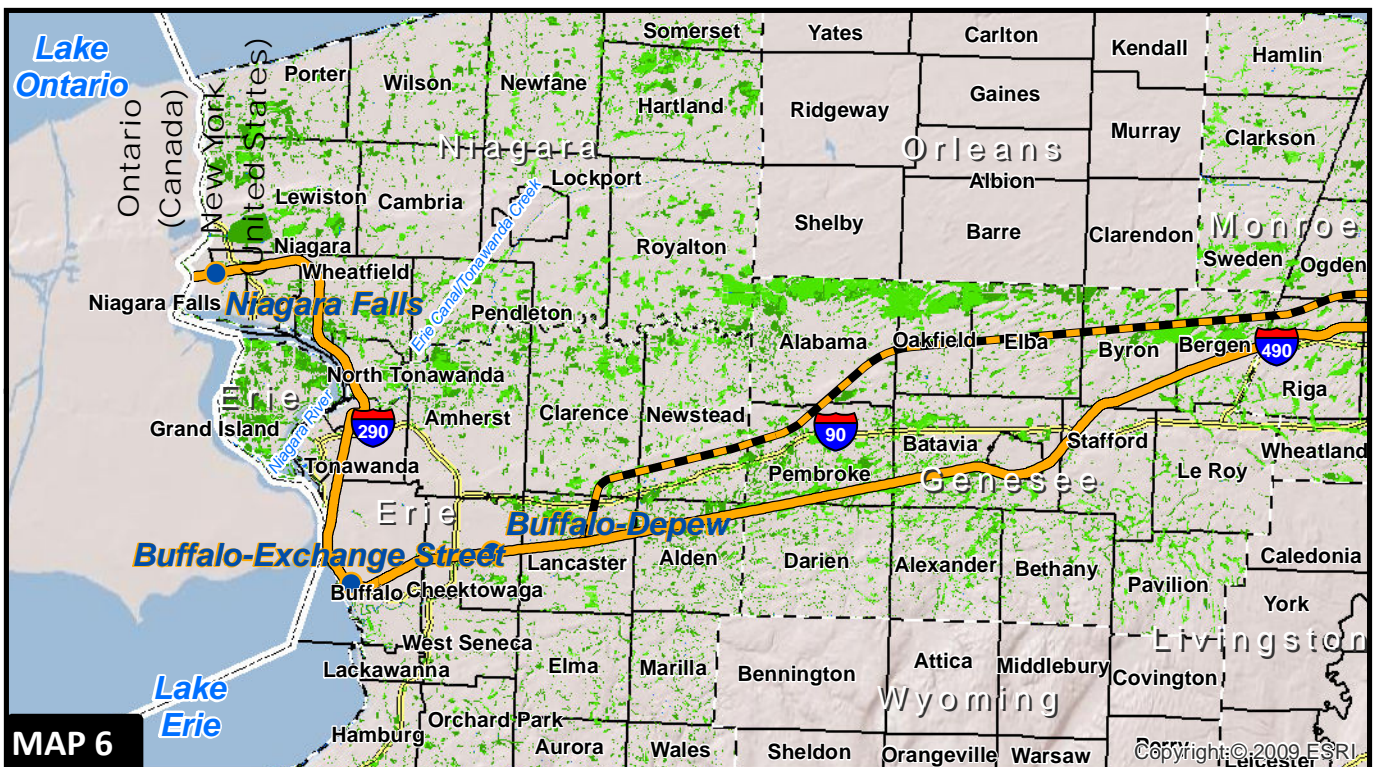 Lake
Ontario
Ontario
(Canada)
New York
(United States)
Porter
Wilson
Newfane
Somerset
Hartland
Yates
Carlton
Kendall
Hamlin
Ridgeway
Gaines
Murray
Clarkson
Niagara
Orleans
Lockport
Albion
Lewiston
Cambria
Shelby
Barre
Clarendon
Monroe
Niagara
Royalton
Sweden
Ogden
Wheatfield
Niagara Falls
Niagara Falls
Erie Canal/Tonawanda Creek
Pendleton
Alabama
Oakfield
Elba
Byron
Bergen
490
North Tonawanda
Riga
Erie
Niagara River
Grand Island
290
Amherst
Clarence
Newstead
90
Batavia
Stafford
Wheatland
Tonawanda
Pembroke
Genesee
Le Roy
Erie
Buffalo-Depew
Buffalo-Exchange Street
Lancaster
Alden
Darien
Alexander
Bethany
Caledonia
Pavilion
Buffalo
Cheektowaga
York
West Seneca
Livingston
Lackawanna
Elma
Marilla
Bennington
Attica
Middlebury
Covington
Lake
Erie
Wyoming
Orchard Park
Hamburg
Aurora
Wales
Sheldon
Orangeville
Warsaw
Perry
Leicester
MAP 6
Copyright:© 2009 ESRI